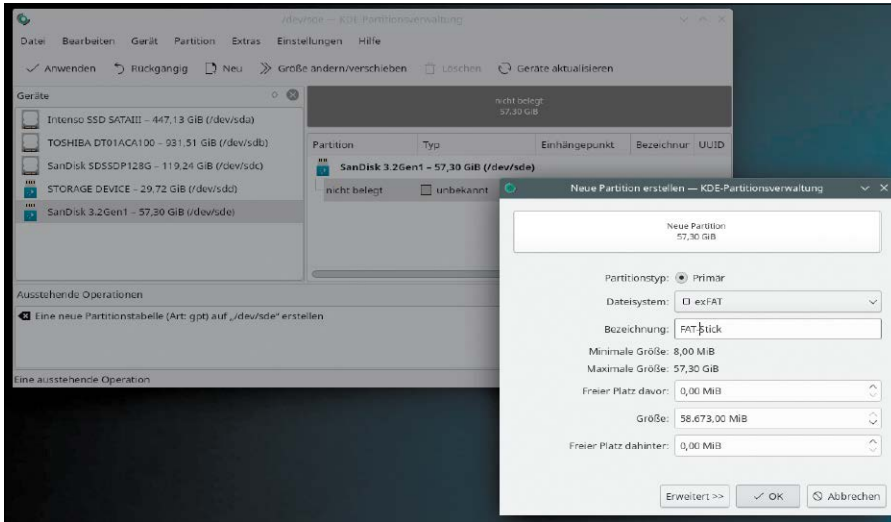 /dev/sde — KDE-Partitionsverwaltung
Datei Bearbeiten Gerät Partition Extras Einstellungen Hilfe
Anwenden Rückgängig Neu Größe ändern/verschieben Löschen Geräte aktualisieren
Geräte
Intenso SSD SATAIII – 447,13 GiB (/dev/sda)
TOSHIBA DT01ACA100 – 931,51 GiB (/dev/sdb)
SanDisk SDSSDP128G – 119,24 GiB (/dev/sdc)
STORAGE DEVICE – 29,72 GiB (/dev/sdd)
SanDisk 3.2Gen1 – 57,30 GiB (/dev/sde)
nicht belegt
57,30 GiB
Partition Typ Einhängepunkt Bezeichnur UUID
SanDisk 3.2Gen1 – 57,30 GiB (/dev/sde)
nicht belegt unbekannt
Ausstehende Operationen
Eine neue Partitionstabelle (Art: gpt) auf „/dev/sde“ erstellen
Eine ausstehende Operation
Neue Partition erstellen — KDE-Partitionsverwaltung
Neue Partition
57,30 GiB
Partitionstyp: Primär
Dateisystem: exFAT
Bezeichnung: FAT-Stick
Minimale Größe: 8,00 MiB
Maximale Größe: 57,30 GiB
Freier Platz davor: 0,00 MiB
Größe: 58.673,00 MiB
Freier Platz dahinter: 0,00 MiB
Erweitert >> OK Abbrechen